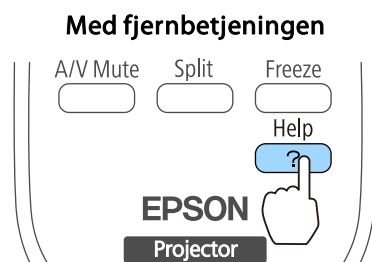 Med fjernbetjeningen
A/V Mute Split Freeze
Help
?
EPSON
Projector